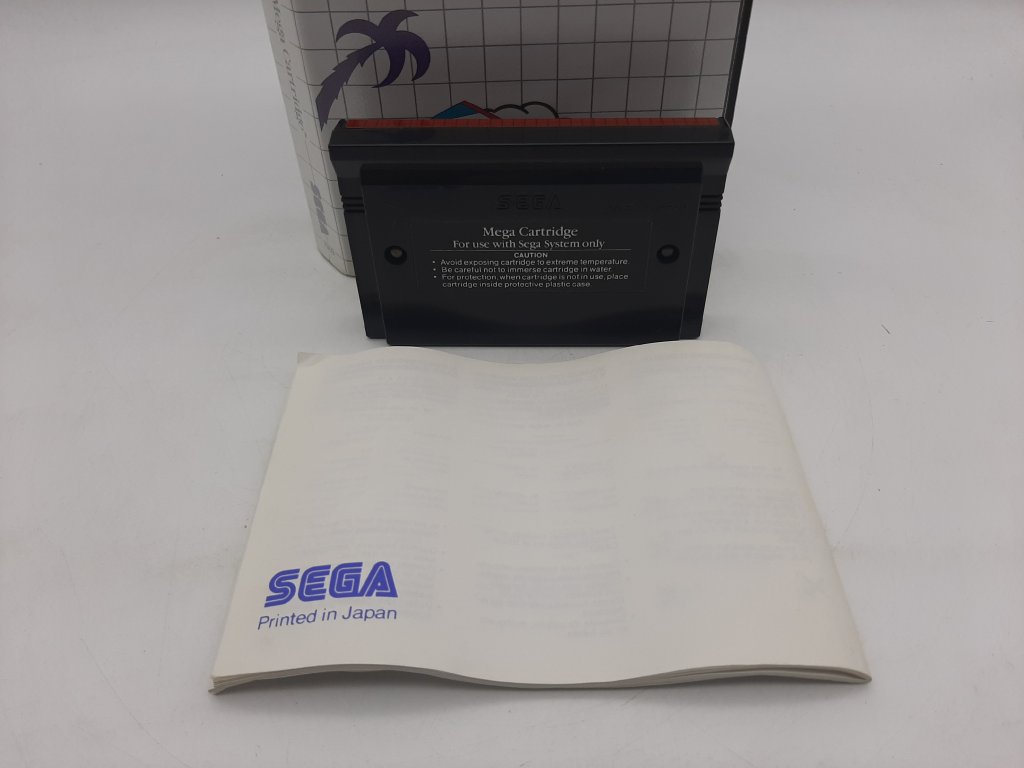 SEGA
SEGA
Mega Cartridge
For use with Sega System only
CAUTION
• Avoid exposing cartridge to extreme temperature.
• Be careful not to immerse cartridge in water.
• For protection, when cartridge is not in use, place
cartridge inside protective plastic case.
SEGA
Printed in Japan